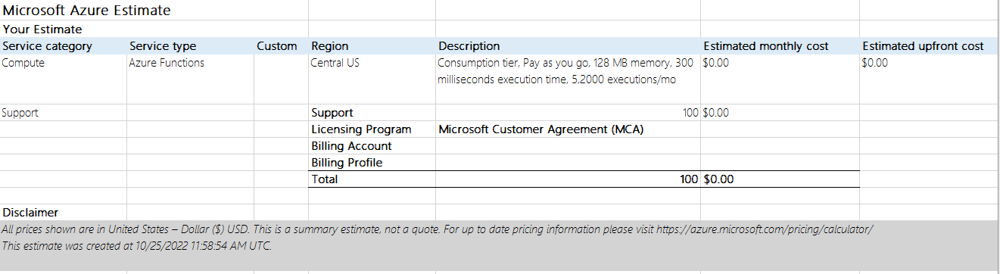 Microsoft Azure Estimate
Your Estimate
Service category Service type Custom Region Description Estimated monthly cost Estimated upfront cost
Compute Azure Functions Central US Consumption tier, Pay as you go, 128 MB memory, 300 $0.00 $0.00
milliseconds execution time, 5,2000 executions/mo
Support Support 100 $0.00
Licensing Program Microsoft Customer Agreement (MCA)
Billing Account
Billing Profile
Total 100 $0.00
Disclaimer
All prices shown are in United States – Dollar ($) USD. This is a summary estimate, not a quote. For up to date pricing information please visit https://azure.microsoft.com/pricing/calculator/
This estimate was created at 10/25/2022 11:58:54 AM UTC.